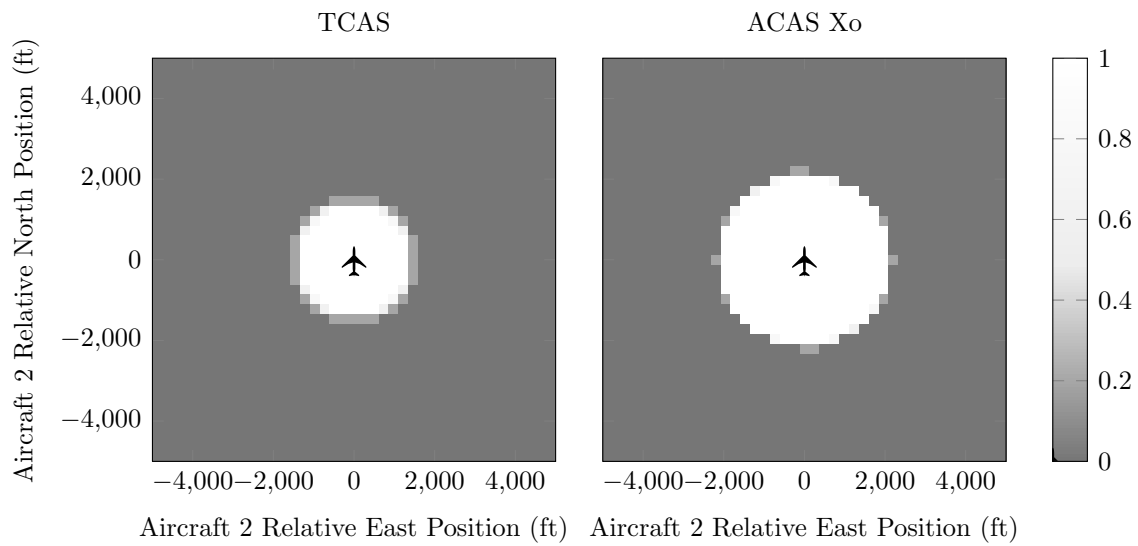 TCAS
ACAS Xo
Aircraft 2 Relative North Position (ft)
4,000
2,000
0
−2,000
−4,000
1
0.8
0.6
0.4
0.2
0
−4,000 −2,000 0 2,000 4,000
−4,000 −2,000 0 2,000 4,000
Aircraft 2 Relative East Position (ft)
Aircraft 2 Relative East Position (ft)